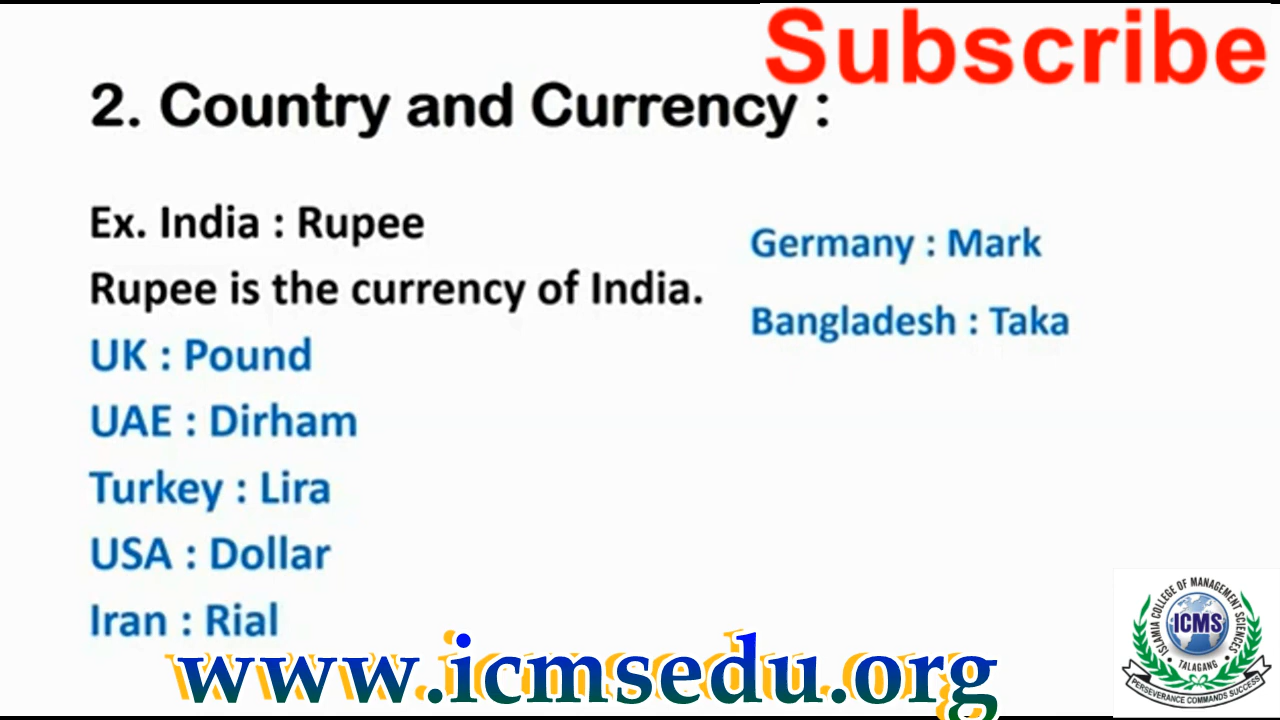 Subscribe
2. Country and Currency :
Ex. India : Rupee
Rupee is the currency of India.
UK : Pound
UAE : Dirham
Turkey : Lira
USA : Dollar
Iran : Rial
Germany : Mark
Bangladesh : Taka
www.icmsedu.org
ISLAMIA COLLEGE OF MANAGEMENT SCIENCES
ICMS
TALAGANG
PERSEVERANCE COMMANDS SUCCESS